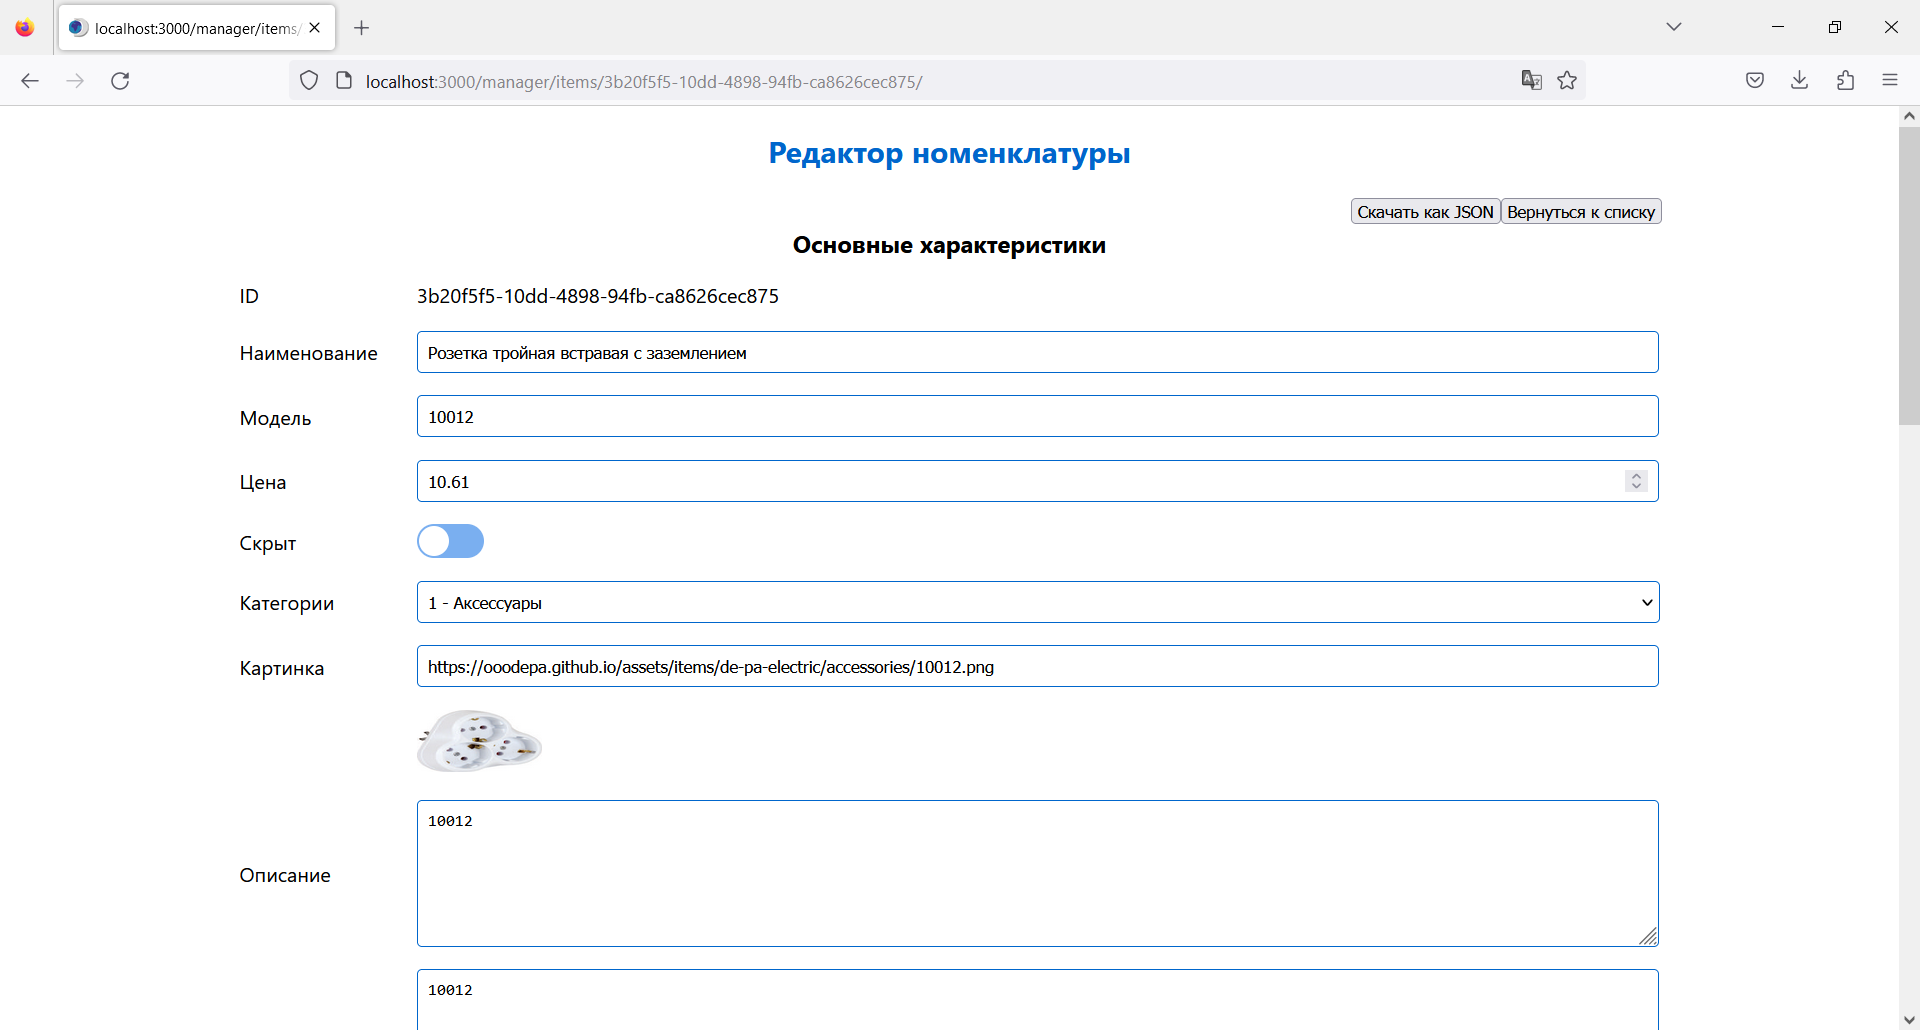 localhost:3000/manager/items/
localhost:3000/manager/items/3b20f5f5-10dd-4898-94fb-ca8626cec875/
Редактор номенклатуры
Скачать как JSON Вернуться к списку
Основные характеристики
ID 3b20f5f5-10dd-4898-94fb-ca8626cec875
Наименование Розетка тройная встравая с заземлением
Модель 10012
Цена 10.61
Скрыт
Категории 1 - Аксессуары
Картинка https://ooodepa.github.io/assets/items/de-pa-electric/accessories/10012.png
10012
Описание
10012